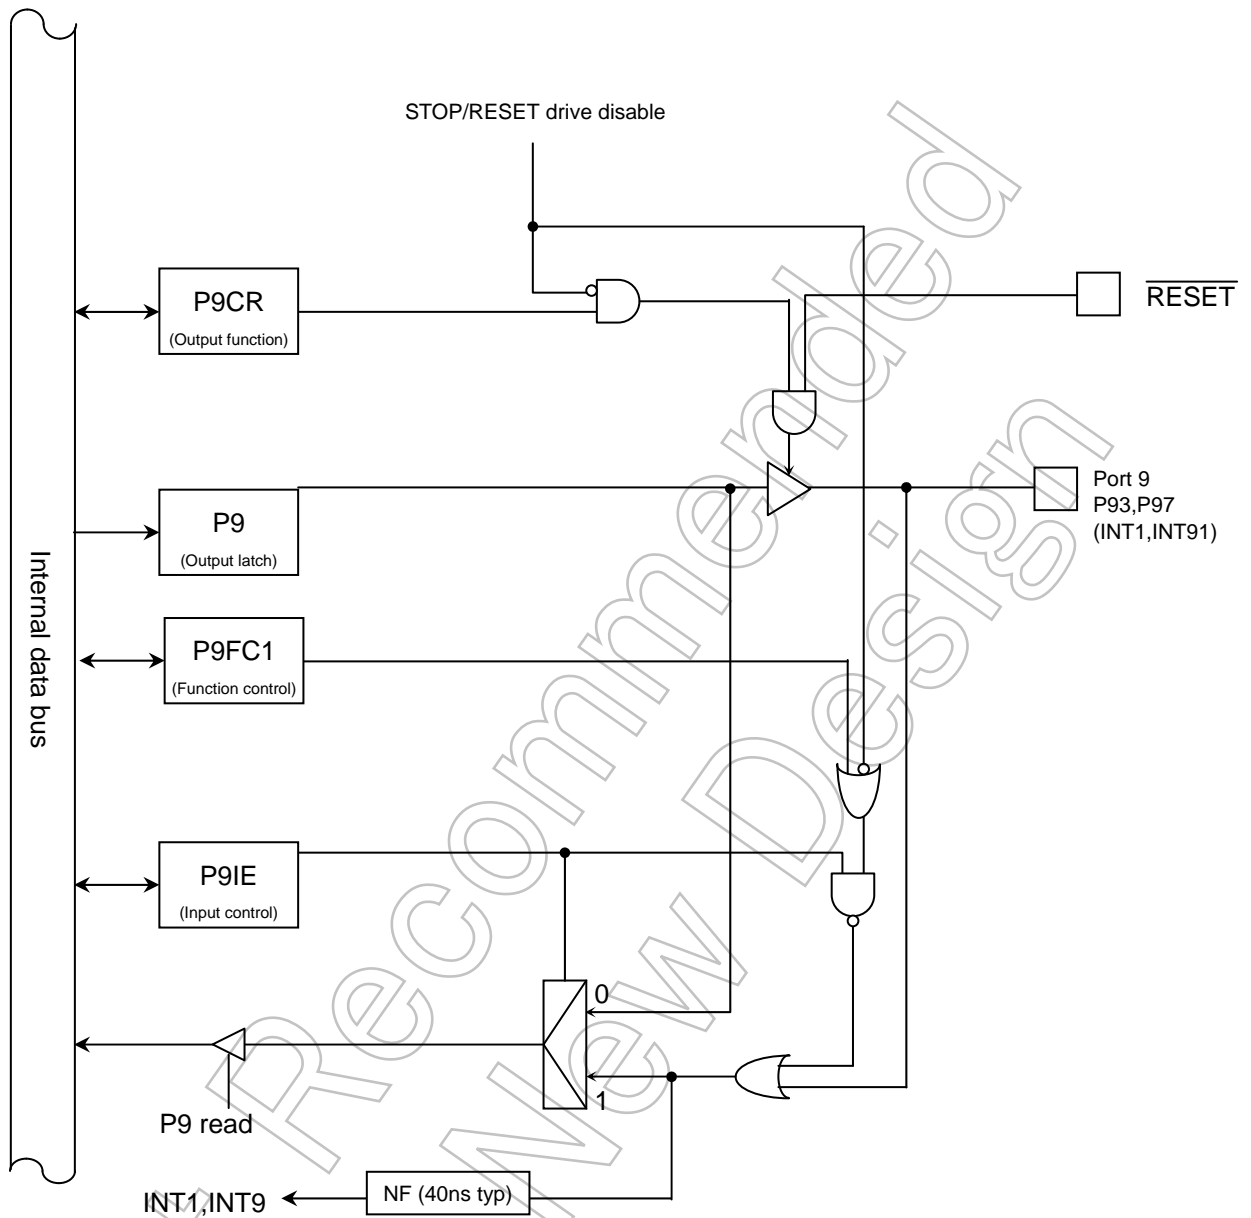 STOP/RESET drive disable
P9CR
(Output function)
RESET
P9
(Output latch)
Port 9
P93,P97
(INT1,INT91)
Internal data bus
P9FC1
(Function control)
P9IE
(Input control)
0
1
P9 read
NF (40ns typ)
INT1,INT9
Recommended
New Design